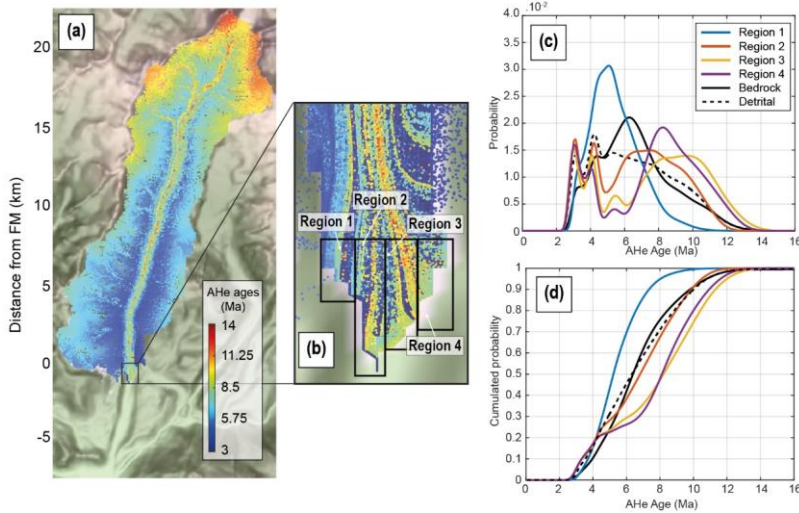 (a)
20
15
10
5
0
-5
Distance from FM (km)
AHe ages
(Ma)
14
11.25
8.5
5.75
3
Region 1
Region 2
Region 3
(b)
Region 4
x 10⁻²
(c)
4.0
3.5
3.0
2.5
2.0
1.5
1.0
0.5
0
Probability
Region 1
Region 2
Region 3
Region 4
Bedrock
Detrital
0 2 4 6 8 10 12 14 16
AHe Age (Ma)
(d)
1
0.9
0.8
0.7
0.6
0.5
0.4
0.3
0.2
0.1
0
Cumulated probability
0 2 4 6 8 10 12 14 16
AHe Age (Ma)